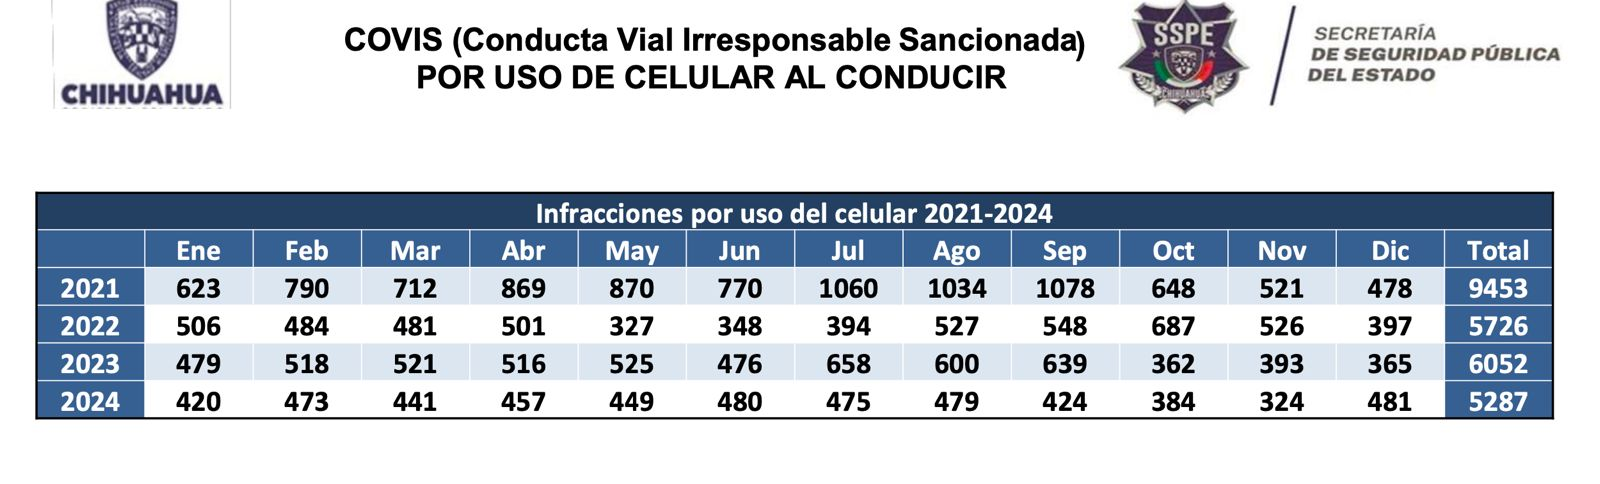 CHIHUAHUA
COVIS (Conducta Vial Irresponsable Sancionada)
POR USO DE CELULAR AL CONDUCIR
SSPE
CHIHUAHUA
SECRETARÍA
DE SEGURIDAD PÚBLICA
DEL ESTADO
Infracciones por uso del celular 2021-2024
Ene Feb Mar Abr May Jun Jul Ago Sep Oct Nov Dic Total
2021 623 790 712 869 870 770 1060 1034 1078 648 521 478 9453
2022 506 484 481 501 327 348 394 527 548 687 526 397 5726
2023 479 518 521 516 525 476 658 600 639 362 393 365 6052
2024 420 473 441 457 449 480 475 479 424 384 324 481 5287